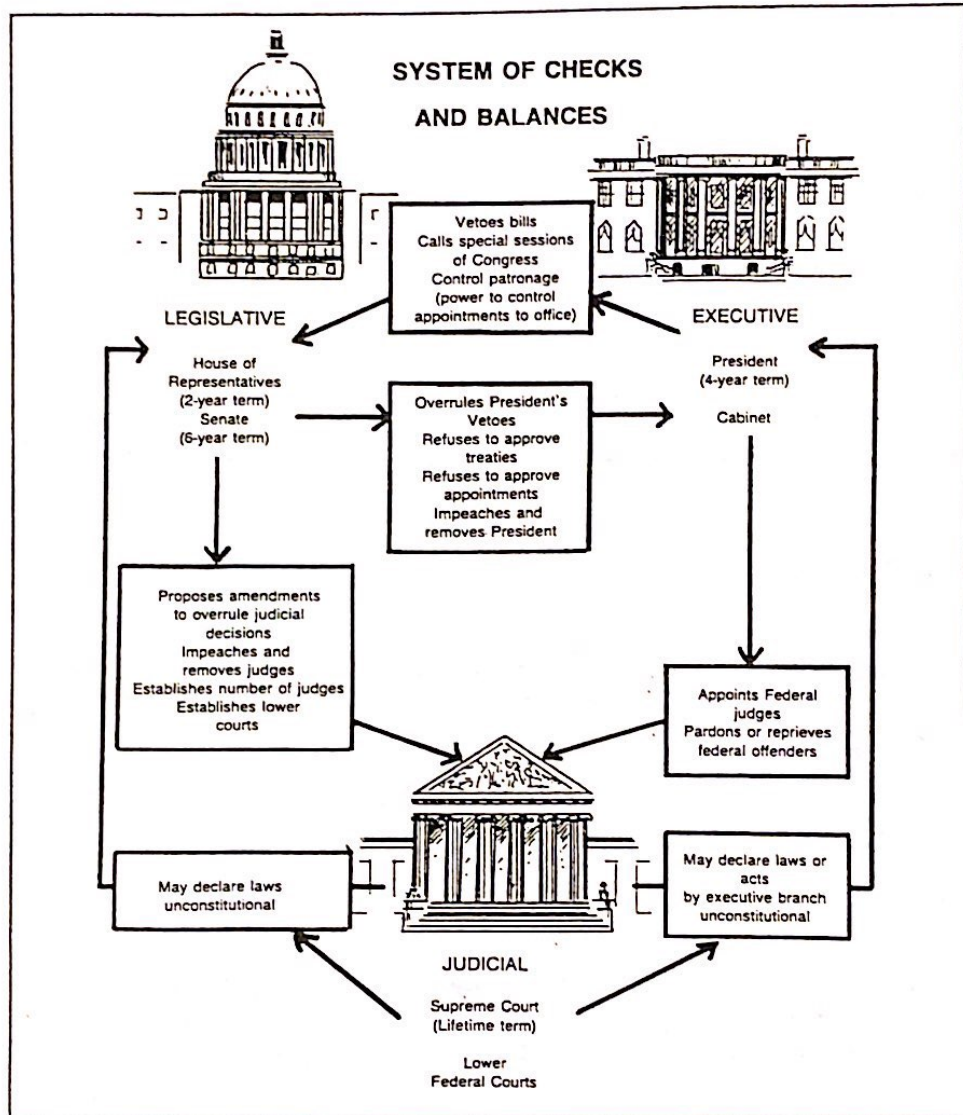 SYSTEM OF CHECKS
AND BALANCES
Vetoes bills
Calls special sessions
of Congress
Control patronage
(power to control
appointments to office)
LEGISLATIVE
House of
Representatives
(2-year term)
Senate
(6-year term)
EXECUTIVE
President
(4-year term)
Cabinet
Overrules President's
Vetoes
Refuses to approve
treaties
Refuses to approve
appointments
Impeaches and
removes President
Proposes amendments
to overrule judicial
decisions
Impeaches and
removes judges
Establishes number of judges
Establishes lower
courts
Appoints Federal
judges
Pardons or reprieves
federal offenders
May declare laws
unconstitutional
May declare laws or
acts
by executive branch
unconstitutional
JUDICIAL
Supreme Court
(Lifetime term)
Lower
Federal Courts